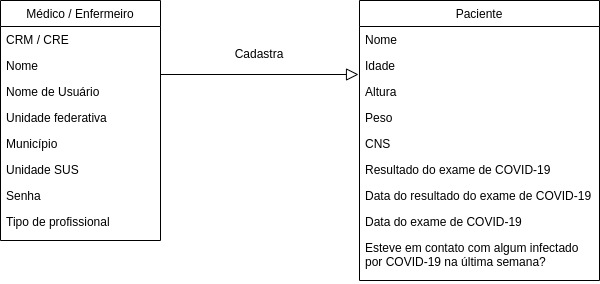 Médico / Enfermeiro
CRM / CRE
Nome
Nome de Usuário
Unidade federativa
Município
Unidade SUS
Senha
Tipo de profissional
Cadastra
Paciente
Nome
Idade
Altura
Peso
CNS
Resultado do exame de COVID-19
Data do resultado do exame de COVID-19
Data do exame de COVID-19
Esteve em contato com algum infectado
por COVID-19 na última semana?